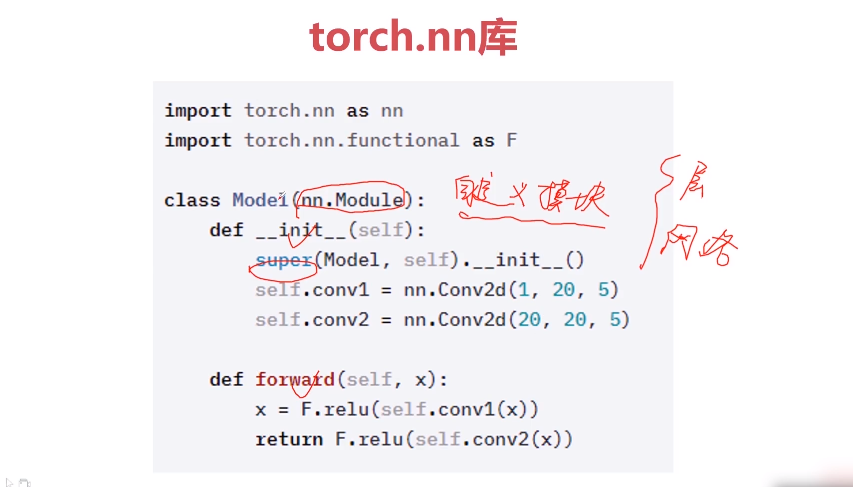 torch.nn库
import torch.nn as nn
import torch.nn.functional as F
class Model(nn.Module):
def __init__(self):
super(Model, self).__init__()
self.conv1 = nn.Conv2d(1, 20, 5)
self.conv2 = nn.Conv2d(20, 20, 5)
def forward(self, x):
x = F.relu(self.conv1(x))
return F.relu(self.conv2(x))
自定义模块
层
网络